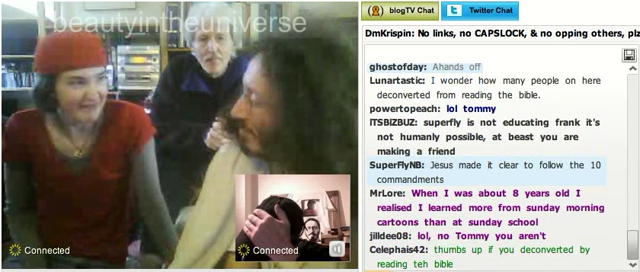 beautyintheuniverse
Connected
Connected
blogTV Chat
Twitter Chat
DmKrispin: No links, no CAPSLOCK, & no opping others, plz
ghostofday: Ahands off
Lunartastic: I wonder how many people on here
deconverted from reading the bible.
powertopeach: lol tommy
ITSBIZBUZ: superfly is not educating frank it's
not humanly possible, at beast you are
making a friend
SuperFlyNB: Jesus made it clear to follow the 10
commandments
MrLore: When I was about 8 years old I
realised I learned more from sunday morning
cartoons than at sunday school
jilldee08: lol, no Tommy you aren't
Celephais42: thumbs up if you deconverted by
reading teh bible